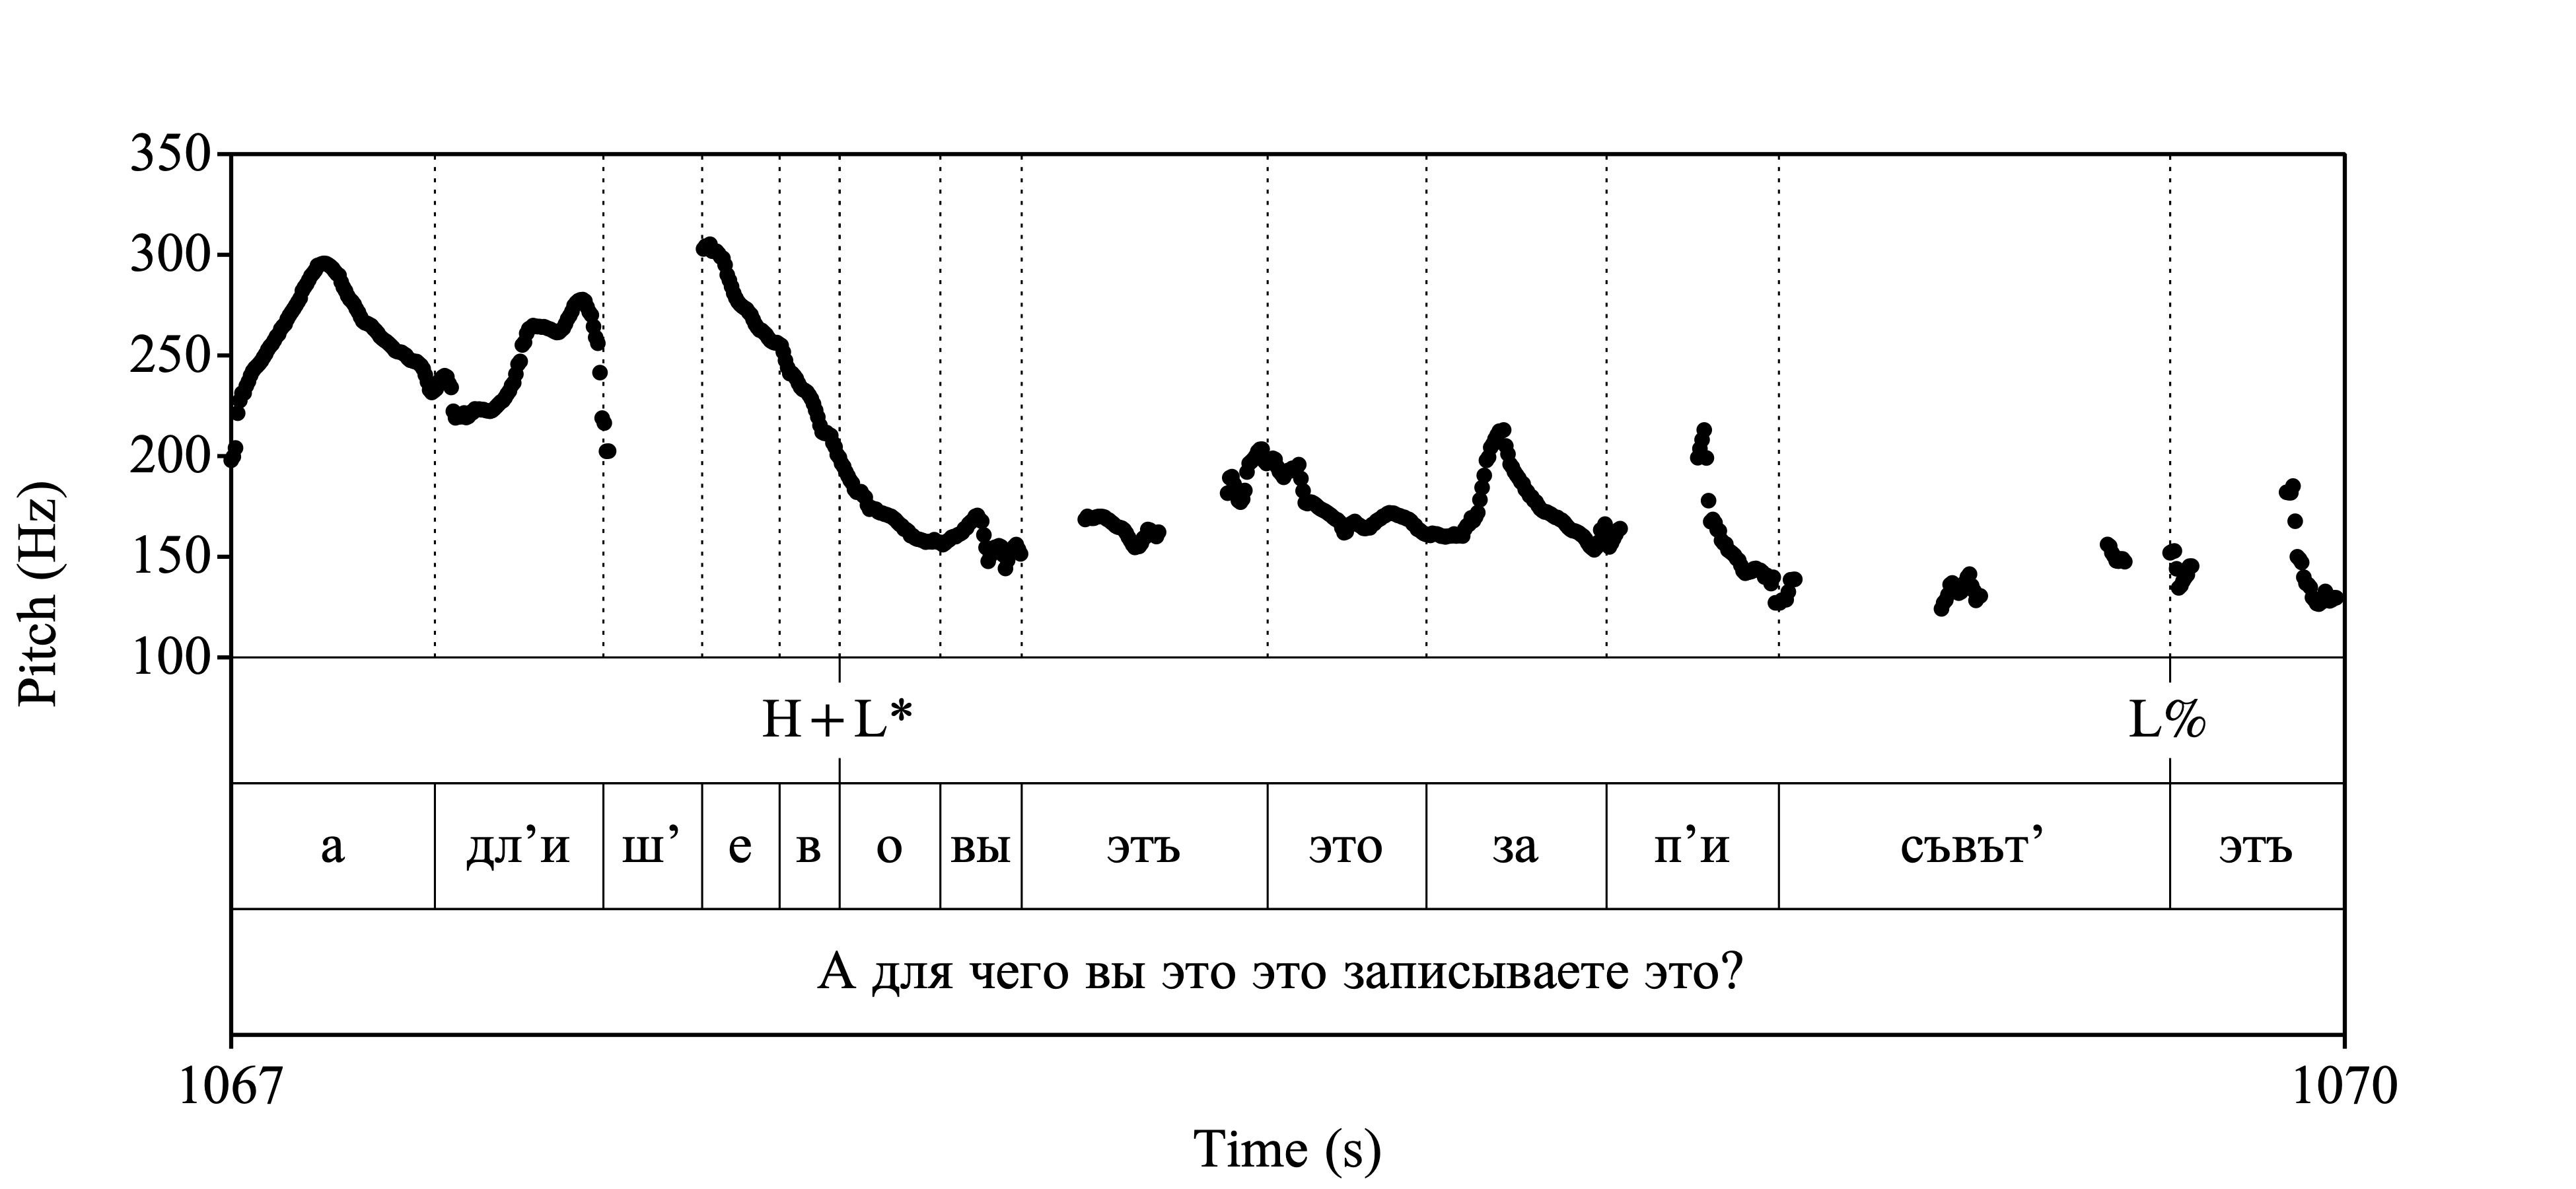 350
300
250
200
150
100
Pitch (Hz)
H+L* L%
а дл’и ш’ е в о вы этъ это за п’и съвът’ этъ
А для чего вы это это записываете это?
1067 1070
Time (s)